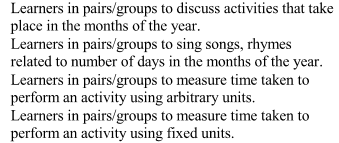 Learners in pairs/groups to discuss activities that take
place in the months of the year.
Learners in pairs/groups to sing songs, rhymes
related to number of days in the months of the year.
Learners in pairs/groups to measure time taken to
perform an activity using arbitrary units.
Learners in pairs/groups to measure time taken to
perform an activity using fixed units.